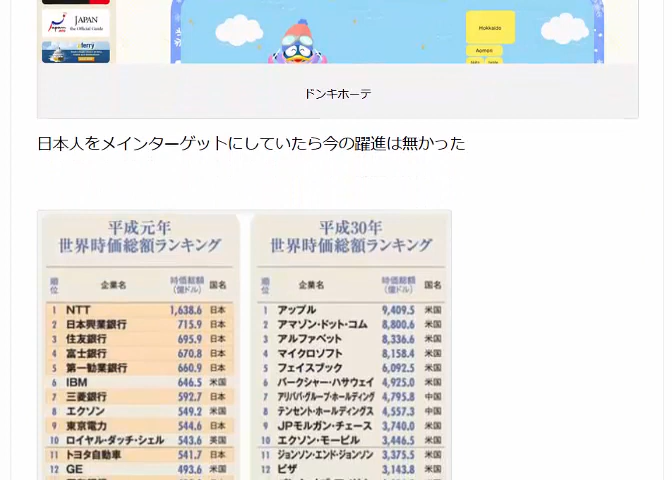 JAPAN
the Official Guide
ferry
Hokkaido
Aomori
ドンキホーテ
日本人をメインターゲットにしていたら今の躍進は無かった
平成元年
世界時価総額ランキング
順位 企業名 時価総額(億ドル) 国名
1 NTT 1,638.6 日本
2 日本興業銀行 715.9 日本
3 住友銀行 695.9 日本
4 富士銀行 670.8 日本
5 第一勧業銀行 660.9 日本
6 IBM 646.5 米国
7 三菱銀行 592.7 日本
8 エクソン 549.2 米国
9 東京電力 544.6 日本
10 ロイヤル・ダッチ・シェル 543.6 英国
11 トヨタ自動車 541.7 日本
12 GE 493.6 米国
平成30年
世界時価総額ランキング
順位 企業名 時価総額(億ドル) 国名
1 アップル 9,409.5 米国
2 アマゾン・ドット・コム 8,800.6 米国
3 アルファベット 8,336.6 米国
4 マイクロソフト 8,158.4 米国
5 フェイスブック 6,092.5 米国
6 バークシャー・ハサウェイ 4,925.0 米国
7 アリババ・グループ・ホールディング 4,795.8 中国
8 テンセント・ホールディングス 4,557.3 中国
9 JPモルガン・チェース 3,740.0 米国
10 エクソン・モービル 3,446.5 米国
11 ジョンソン・エンド・ジョンソン 3,375.5 米国
12 ビザ 3,143.8 米国